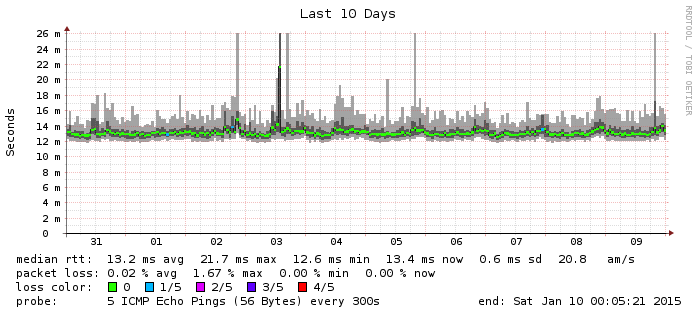 Last 10 Days
RRDTOOL / TOBI OETIKER
Seconds
26 m
24 m
22 m
20 m
18 m
16 m
14 m
12 m
10 m
8 m
6 m
4 m
2 m
0
31 01 02 03 04 05 06 07 08 09
median rtt: 13.2 ms avg 21.7 ms max 12.6 ms min 13.4 ms now 0.6 ms sd 20.8 am/s
packet loss: 0.02 % avg 1.67 % max 0.00 % min 0.00 % now
loss color: 0 1/5 2/5 3/5 4/5
probe: 5 ICMP Echo Pings (56 Bytes) every 300s end: Sat Jan 10 00:05:21 2015